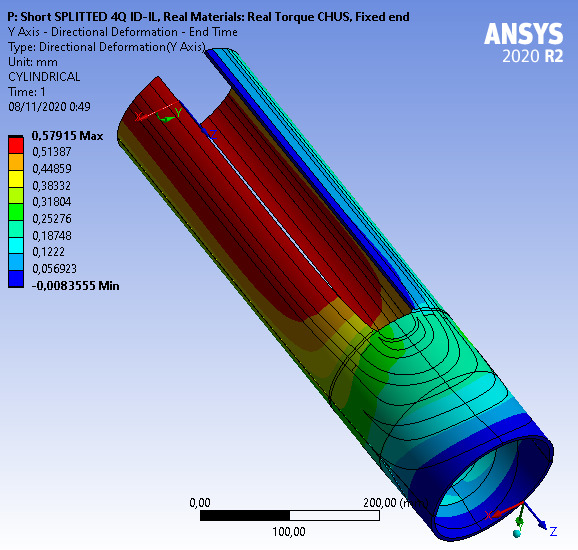 P: Short SPLITTED 4Q ID-IL, Real Materials: Real Torque CHUS, Fixed end
Y Axis - Directional Deformation - End Time
Type: Directional Deformation(Y Axis)
Unit: mm
CYLINDRICAL
Time: 1
08/11/2020 0:49
ANSYS
2020 R2
0,57915 Max
0,51387
0,44859
0,38332
0,31804
0,25276
0,18748
0,1222
0,056923
-0,0083555 Min
X
Y
0,00
200,00
100,00
X
Z